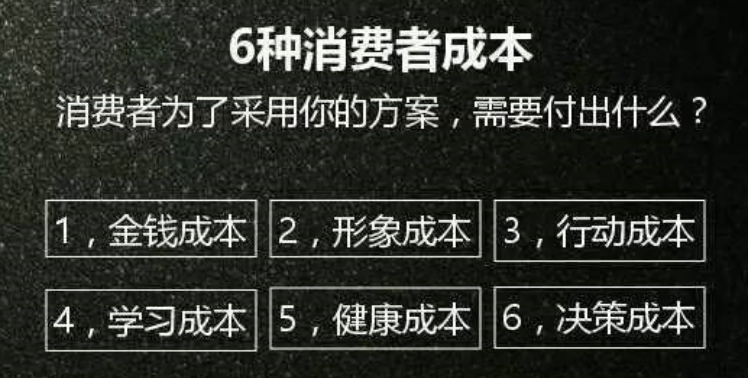 6种消费者成本
消费者为了采用你的方案，需要付出什么？
1，金钱成本
2，形象成本
3，行动成本
4，学习成本
5，健康成本
6，决策成本